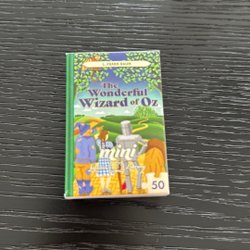 L. FRANK BAUM
The Wonderful
Wizard of Oz
mini
50